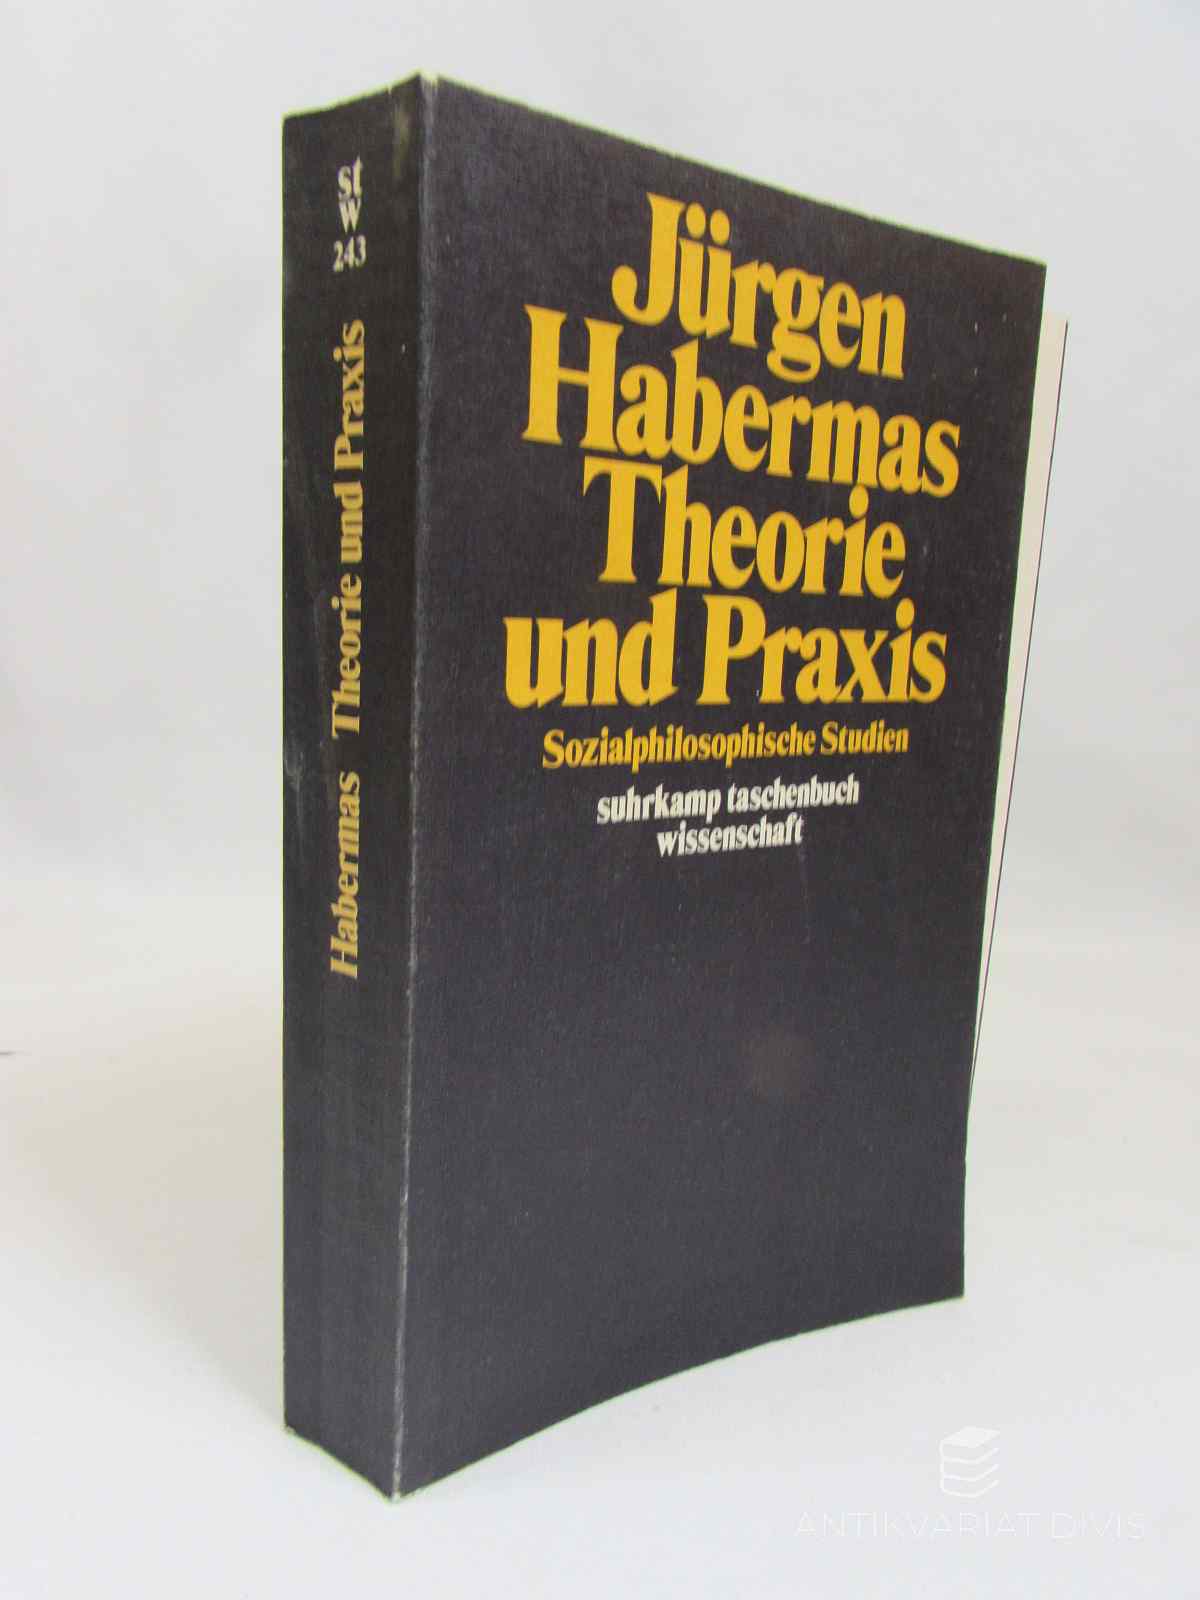 st
w
243
Habermas Theorie und Praxis
Jürgen
Habermas
Theorie
und Praxis
Sozialphilosophische Studien
suhrkamp taschenbuch
wissenschaft
ANTIKVARIAT DIVIS